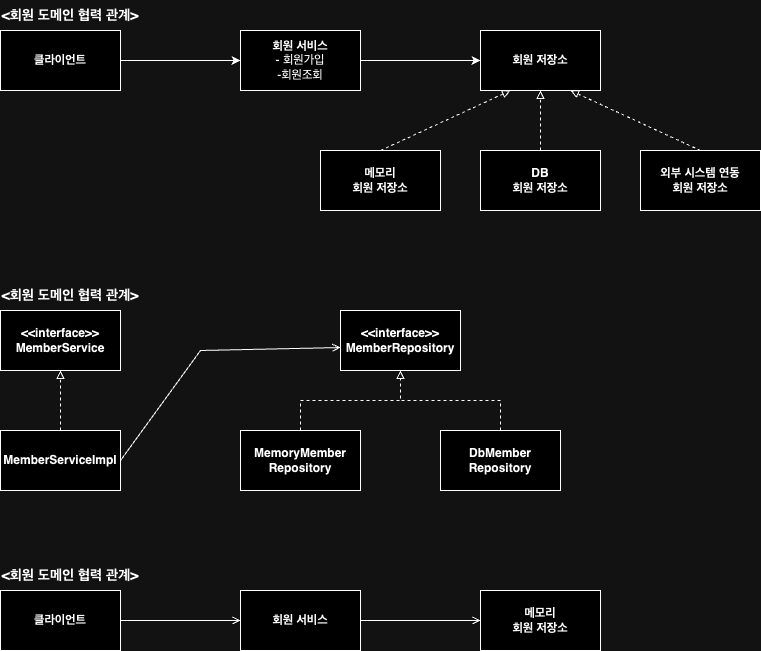 <회원 도메인 협력 관계>
클라이언트
회원 서비스
- 회원가입
-회원조회
회원 저장소
메모리
회원 저장소
DB
회원 저장소
외부 시스템 연동
회원 저장소
<회원 도메인 협력 관계>
<<interface>>
MemberService
<<interface>>
MemberRepository
MemberServiceImpl
MemoryMember
Repository
DbMember
Repository
<회원 도메인 협력 관계>
클라이언트
회원 서비스
메모리
회원 저장소